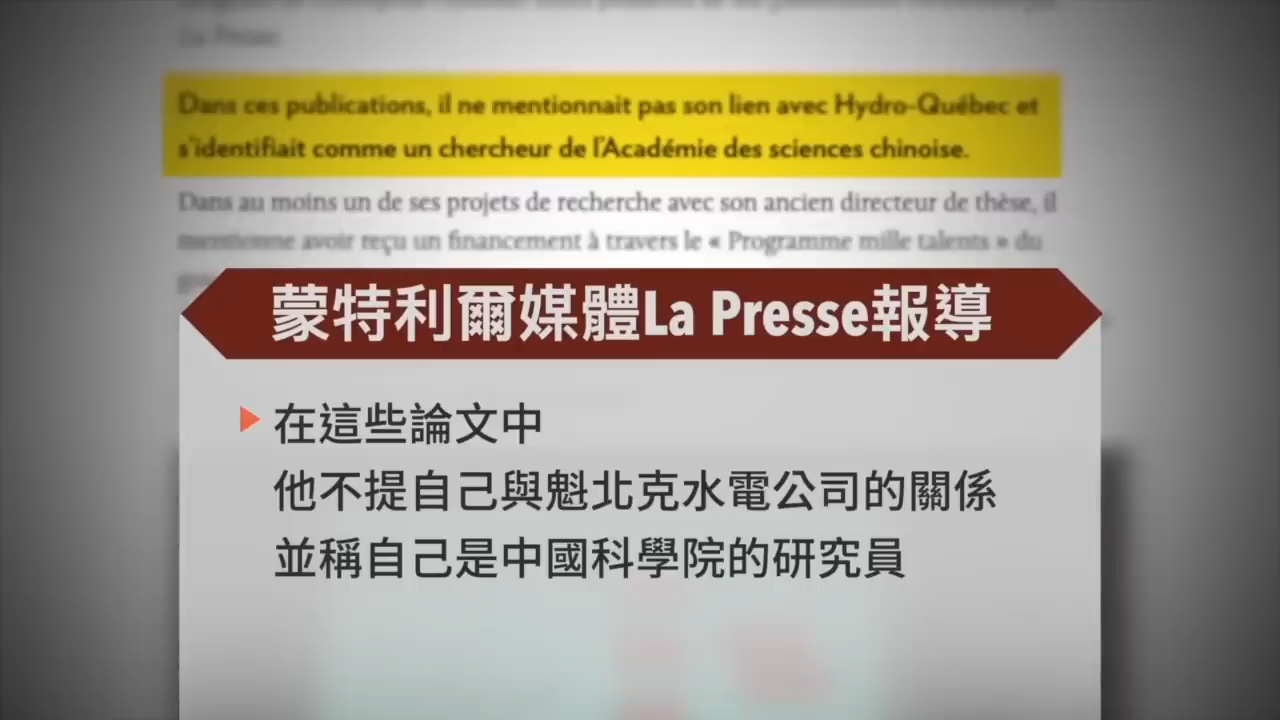 La Presse.
Dans ces publications, il ne mentionnait pas son lien avec Hydro-Québec et
s'identifiait comme un chercheur de l'Académie des sciences chinoise.
Dans au moins un de ses projets de recherche avec son ancien directeur de thèse, il
mentionne avoir reçu un financement à travers le « Programme mille talents » du
蒙特利爾媒體La Presse報導
在這些論文中
他不提自己與魁北克水電公司的關係
並稱自己是中國科學院的研究員